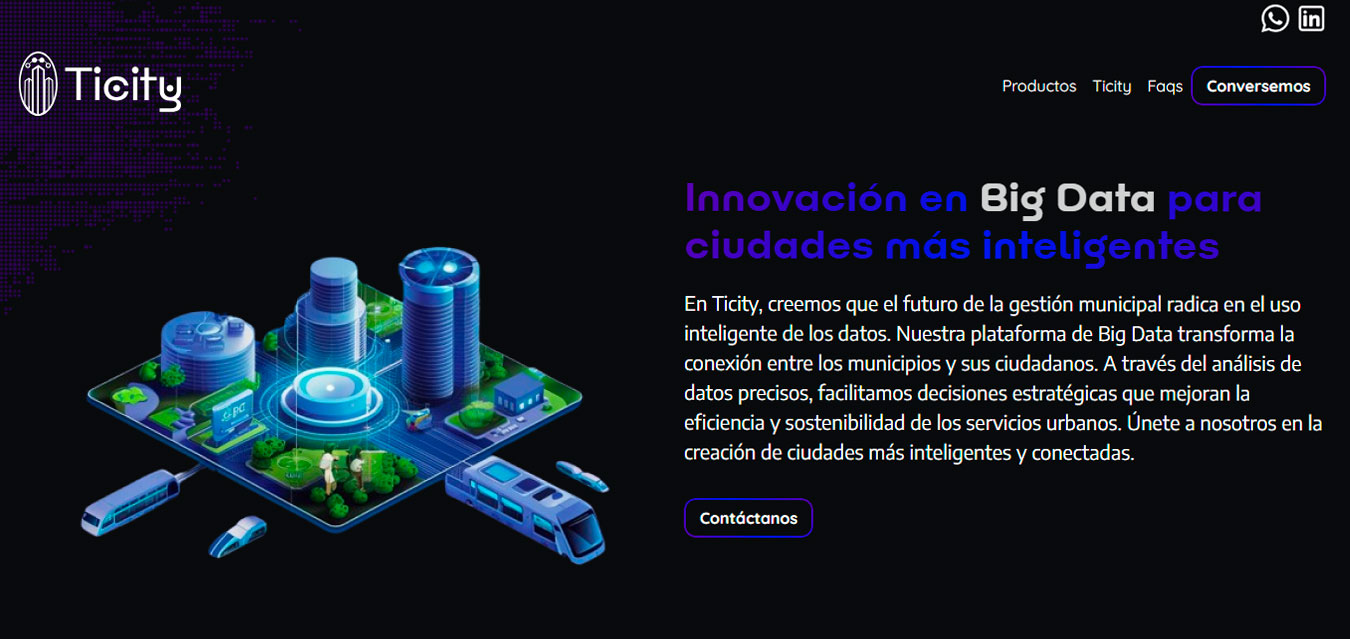 Ticity
Productos Ticity Faqs Conversemos
Innovación en Big Data para
ciudades más inteligentes
En Ticity, creemos que el futuro de la gestión municipal radica en el uso
inteligente de los datos. Nuestra plataforma de Big Data transforma la
conexión entre los municipios y sus ciudadanos. A través del análisis de
datos precisos, facilitamos decisiones estratégicas que mejoran la
eficiencia y sostenibilidad de los servicios urbanos. Únete a nosotros en la
creación de ciudades más inteligentes y conectadas.
Contáctanos